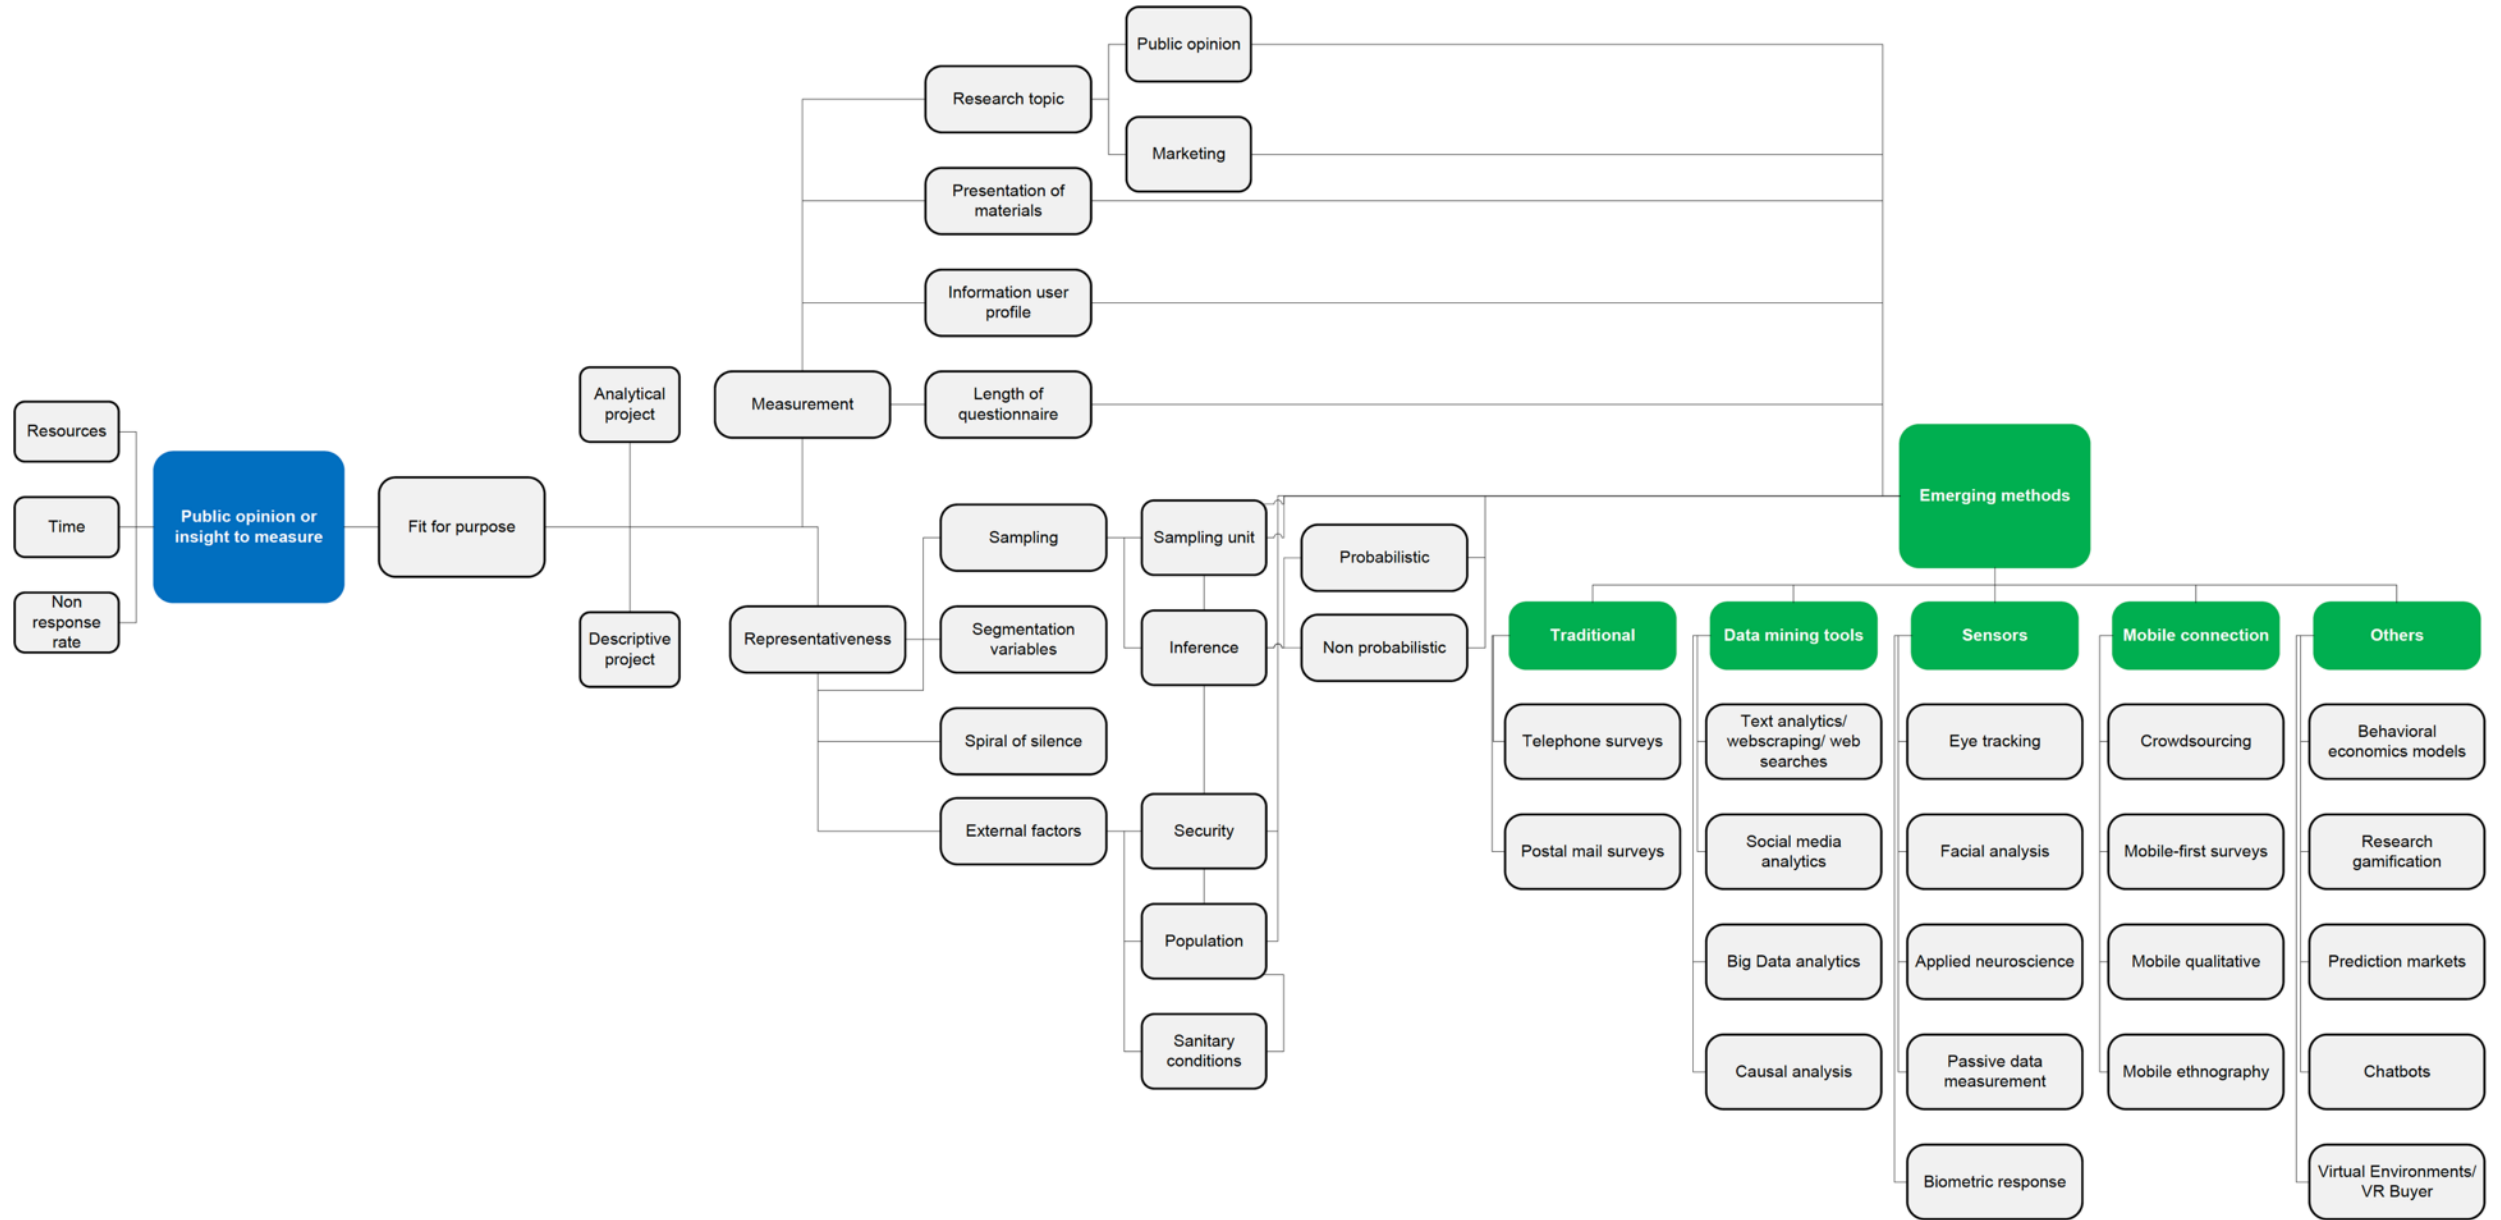 Resources
Time
Non
response
rate
Public opinion or
insight to measure
Fit for purpose
Analytical
project
Descriptive
project
Measurement
Research topic
Public opinion
Marketing
Presentation of
materials
Information user
profile
Length of
questionnaire
Representativeness
Sampling
Sampling unit
Inference
Probabilistic
Non probabilistic
Segmentation
variables
Spiral of silence
External factors
Security
Population
Sanitary
conditions
Emerging methods
Traditional
Telephone surveys
Postal mail surveys
Data mining tools
Text analytics/
webscraping/ web
searches
Social media
analytics
Big Data analytics
Causal analysis
Sensors
Eye tracking
Facial analysis
Applied neuroscience
Passive data
measurement
Biometric response
Mobile connection
Crowdsourcing
Mobile-first surveys
Mobile qualitative
Mobile ethnography
Others
Behavioral
economics models
Research
gamification
Prediction markets
Chatbots
Virtual Environments/
VR Buyer